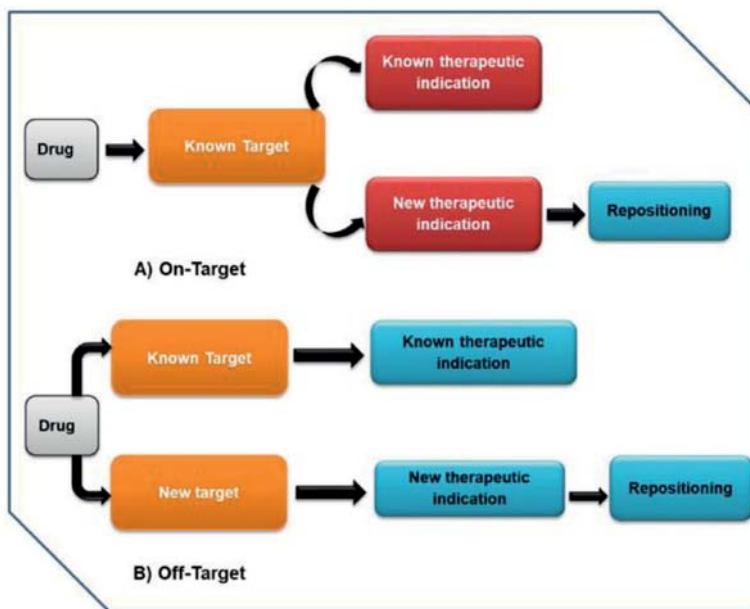 Known therapeutic
indication
Drug
Known Target
New therapeutic
indication
Repositioning
A) On-Target
Known Target
Known therapeutic
indication
Drug
New target
New therapeutic
indication
Repositioning
B) Off-Target